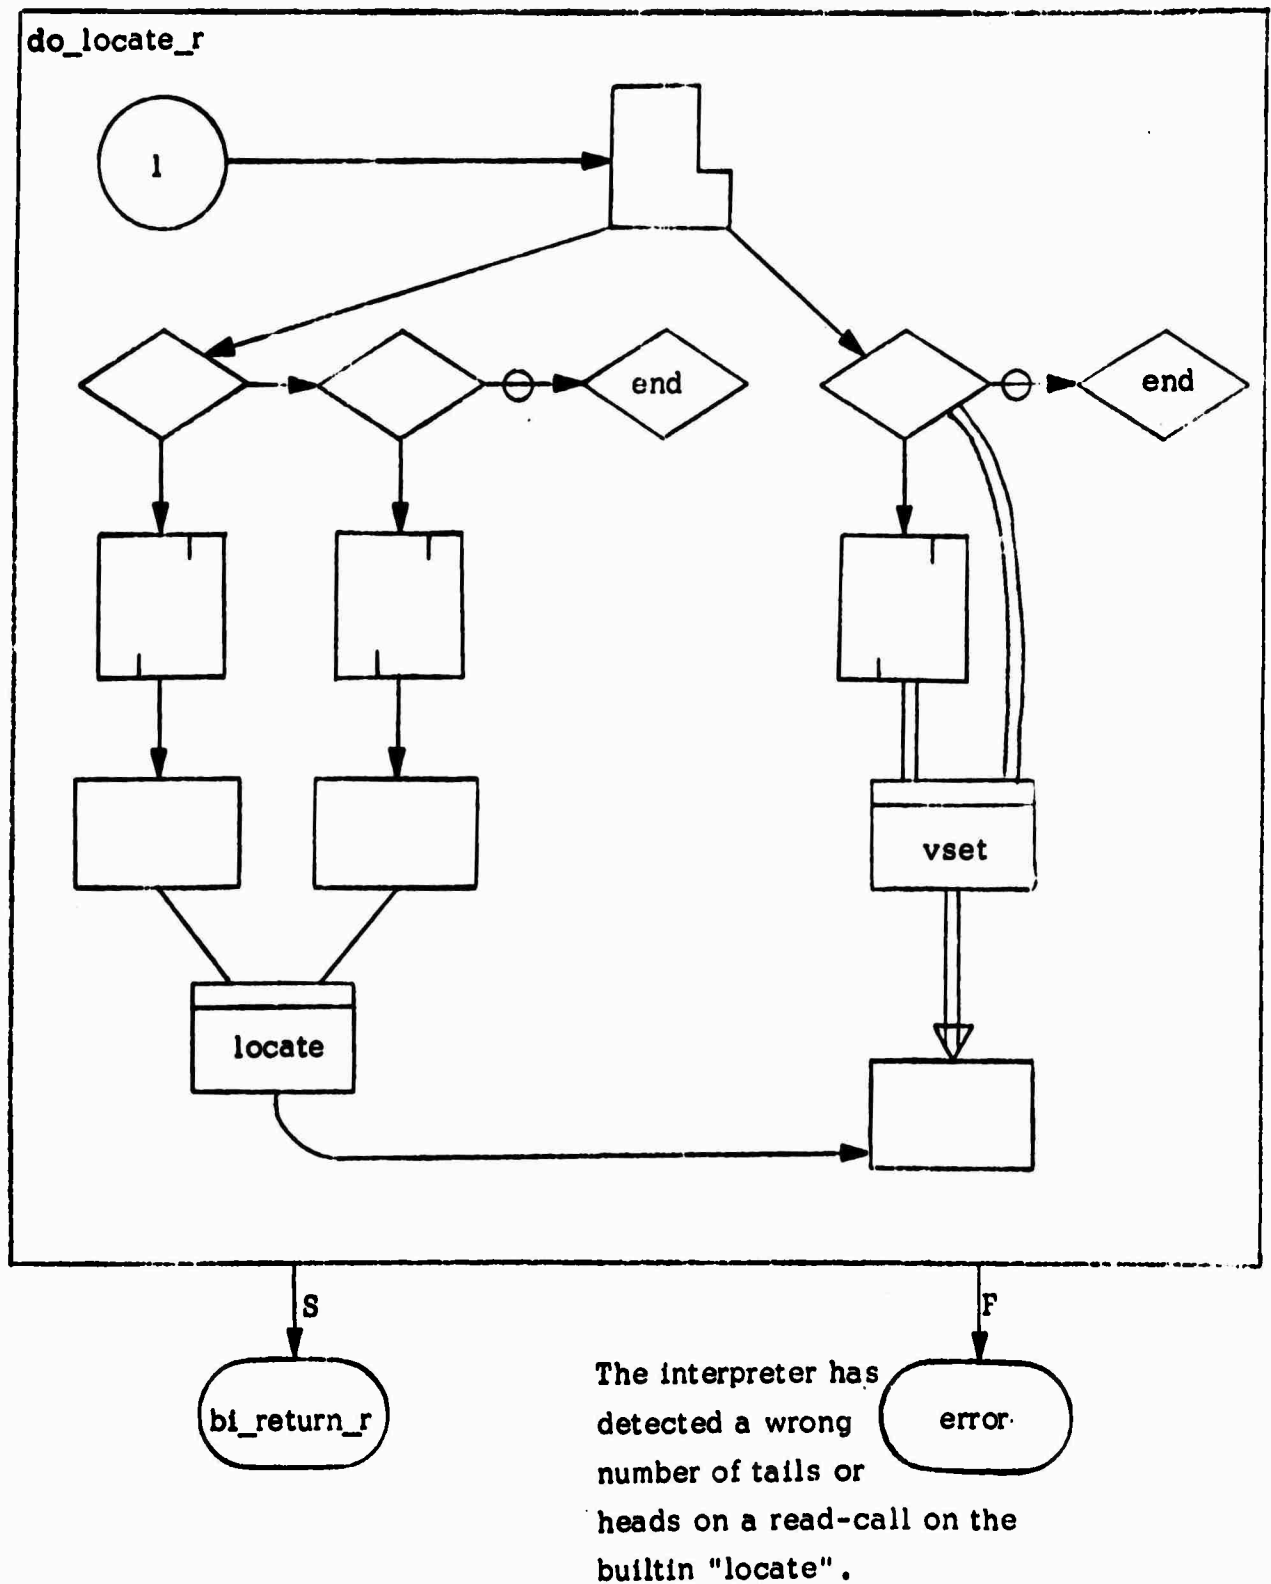 do_locate_r
1
end
end
vset
locate
S
F
The interpreter has
detected a wrong
number of tails or
heads on a read-call on the
builtin "locate".
bi_return_r
error